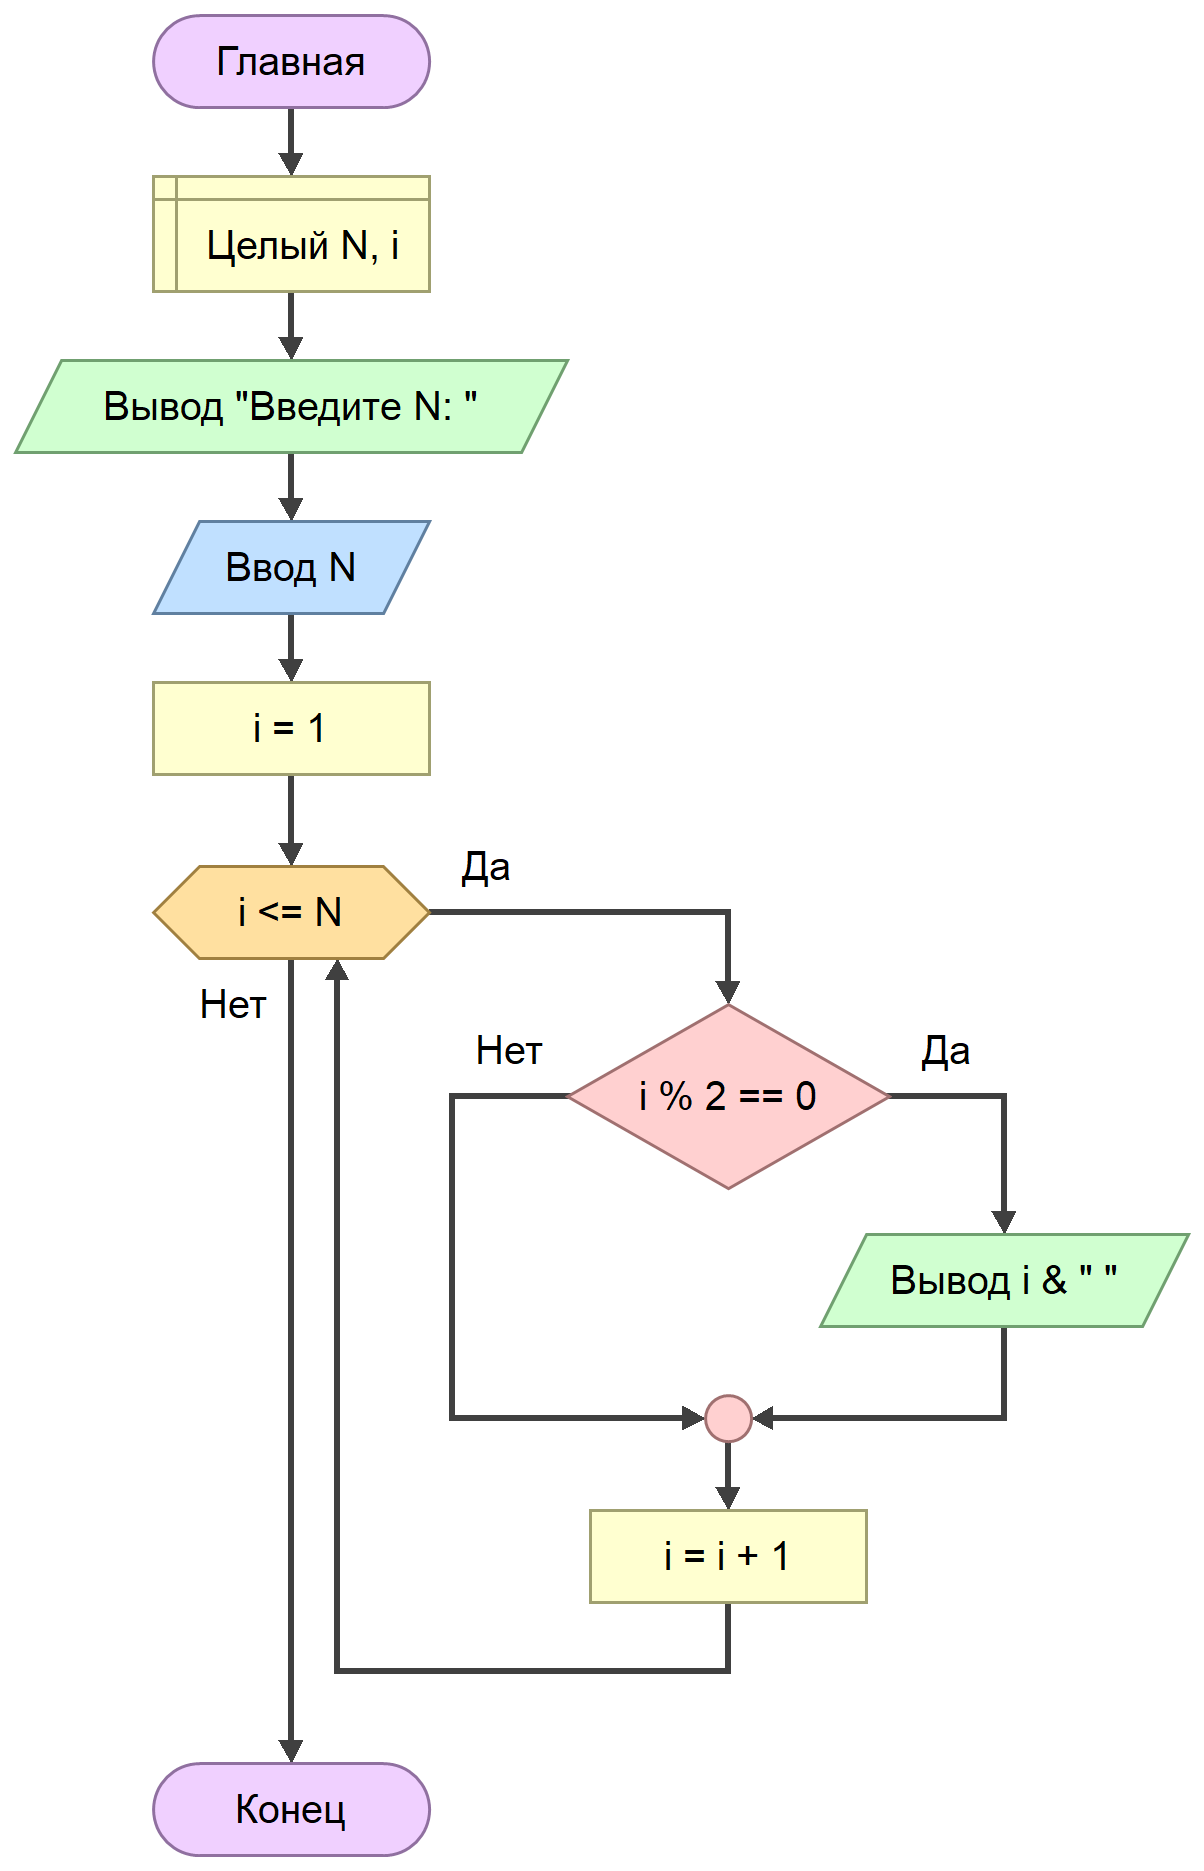 Главная
Целый N, i
Вывод "Введите N: "
Ввод N
i = 1
i <= N
Да
Нет
i % 2 == 0
Нет
Да
Вывод i & " "
i = i + 1
Конец